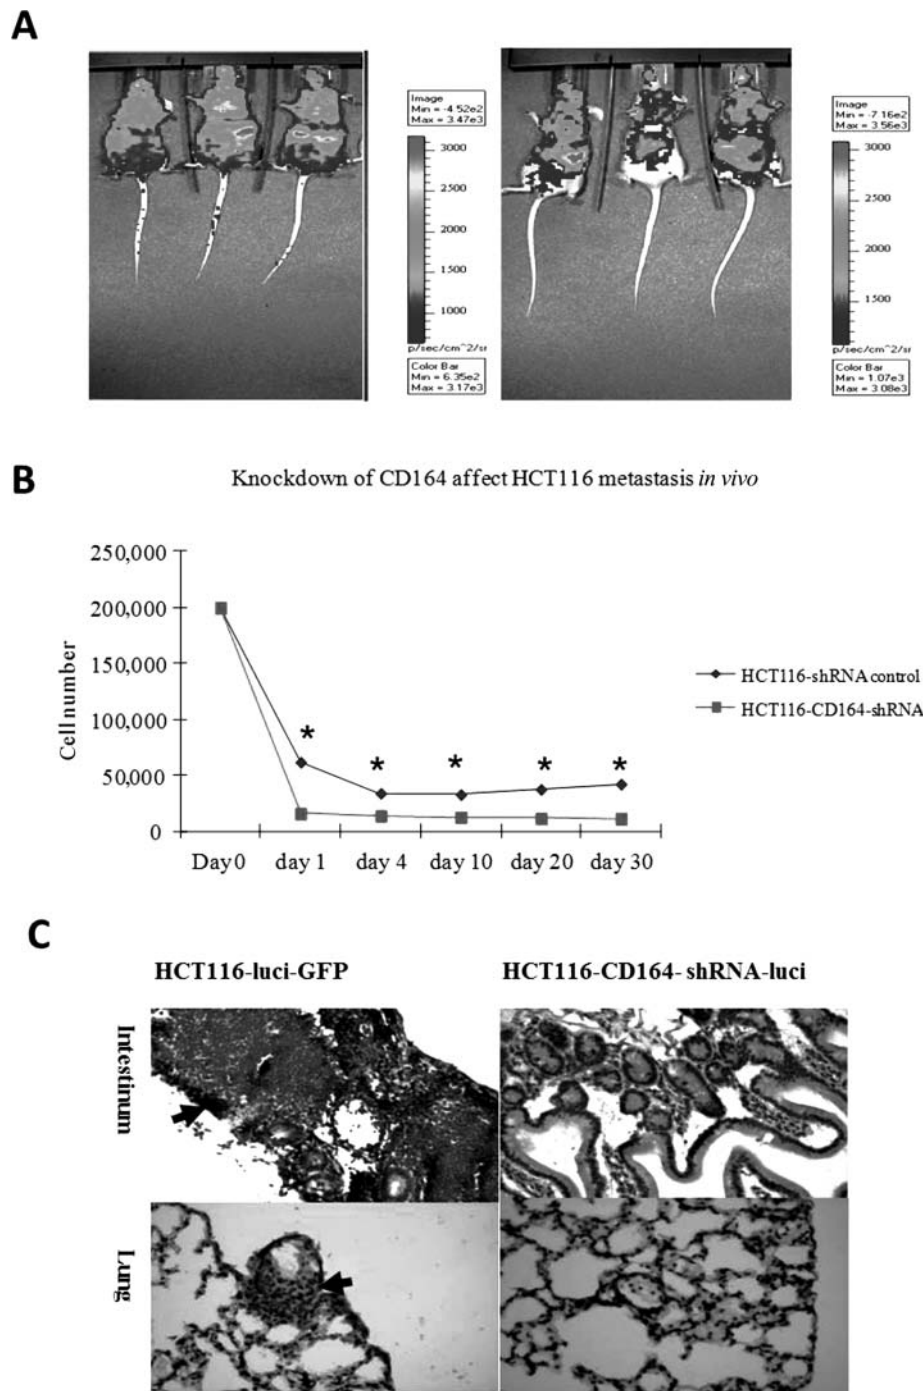 A
Image
Min = -4.52e2
Max = 3.47e3
3000
2500
2000
1500
1000
p/sec/cm^2/sr
Color Bar
Min = 6.35e2
Max = 3.17e3
Image
Min = -7.16e2
Max = 3.56e3
3000
2500
2000
1500
p/sec/cm^2/sr
Color Bar
Min = 1.07e3
Max = 3.08e3
B
Knockdown of CD164 affect HCT116 metastasis in vivo
250,000
200,000
150,000
100,000
50,000
0
Cell number
* * * * *
Day 0 day 1 day 4 day 10 day 20 day 30
HCT116-shRNA control
HCT116-CD164-shRNA
C
HCT116-luci-GFP
HCT116-CD164- shRNA-luci
Intestinum
Lung